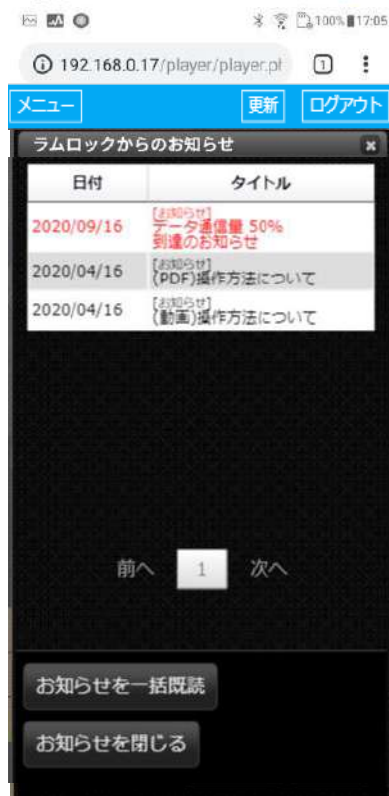 100% 17:05
192.168.0.17/player/player.pl
1
メニュー 更新 ログアウト
ラムロックからのお知らせ
日付 タイトル
2020/09/16 [お知らせ]
データ通信量 50%
到達のお知らせ
2020/04/16 [お知らせ]
(PDF)操作方法について
2020/04/16 [お知らせ]
(動画)操作方法について
前へ 1 次へ
お知らせを一括既読
お知らせを閉じる